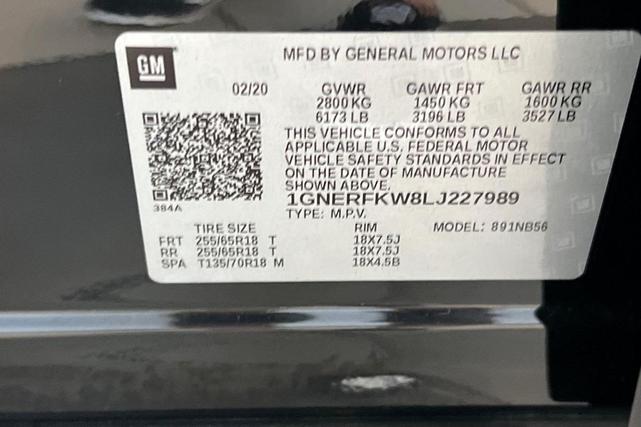 GM
MFD BY GENERAL MOTORS LLC
02/20 GVWR GAWR FRT GAWR RR
2800 KG 1450 KG 1600 KG
6173 LB 3196 LB 3527 LB
THIS VEHICLE CONFORMS TO ALL
APPLICABLE U.S. FEDERAL MOTOR
VEHICLE SAFETY STANDARDS IN EFFECT
ON THE DATE OF MANUFACTURE
SHOWN ABOVE.
384A
1GNERFKW8LJ227989
TYPE: M.P.V.
TIRE SIZE RIM MODEL: 891NB56
FRT 255/65R18 T 18X7.5J
RR 255/65R18 T 18X7.5J
SPA T135/70R18 M 18X4.5B